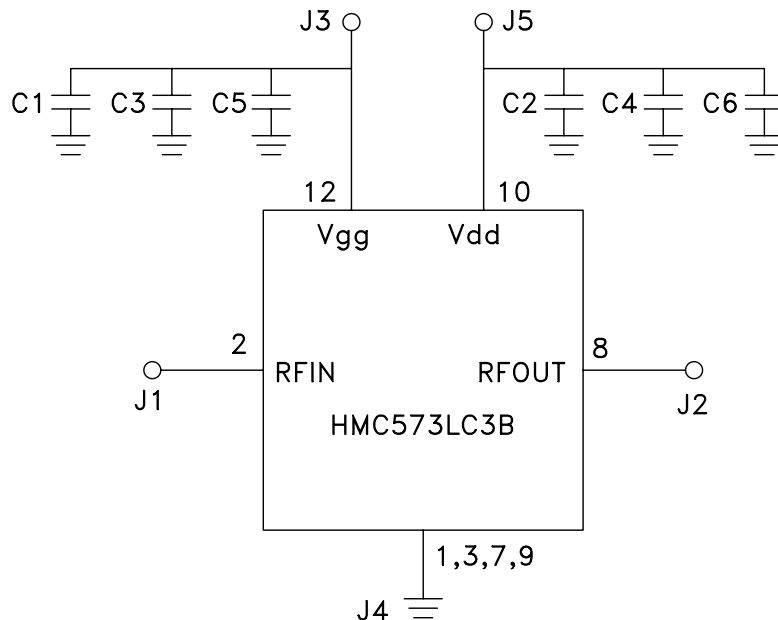 J3
J5
C1
C3
C5
C2
C4
C6
12
10
Vgg
Vdd
2
8
RFIN
RFOUT
J1
J2
HMC573LC3B
1,3,7,9
J4